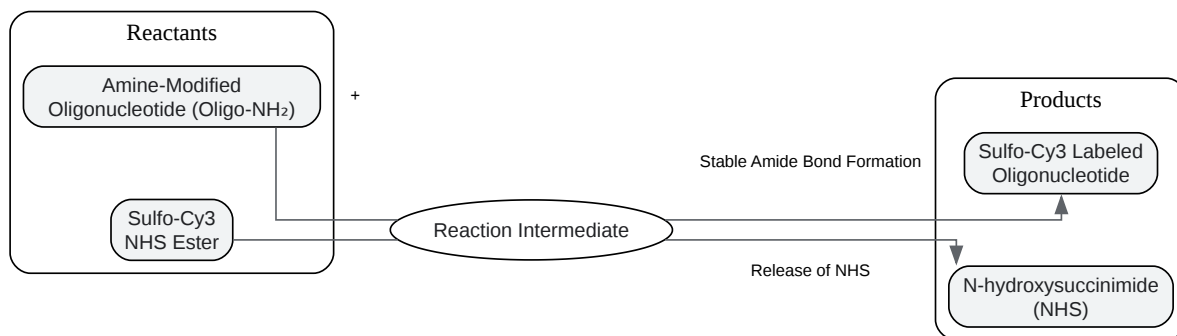 Reactants
Amine-Modified
Oligonucleotide (Oligo-NH₂)
+
Sulfo-Cy3
NHS Ester
Reaction Intermediate
Stable Amide Bond Formation
Release of NHS
Products
Sulfo-Cy3 Labeled
Oligonucleotide
N-hydroxysuccinimide
(NHS)